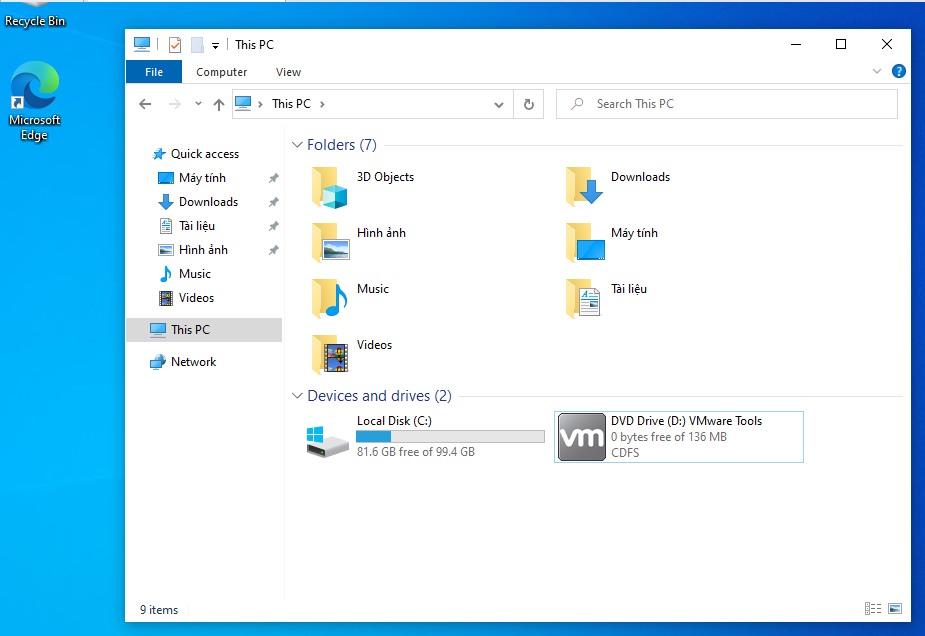 Recycle Bin
Microsoft
Edge
This PC
File
Computer
View
This PC
Search This PC
Quick access
Máy tính
Downloads
Tài liệu
Hình ảnh
Music
Videos
This PC
Network
Folders (7)
3D Objects
Downloads
Hình ảnh
Máy tính
Music
Tài liệu
Videos
Devices and drives (2)
Local Disk (C:)
81.6 GB free of 99.4 GB
vm
DVD Drive (D:) VMware Tools
0 bytes free of 136 MB
CDFS
9 items